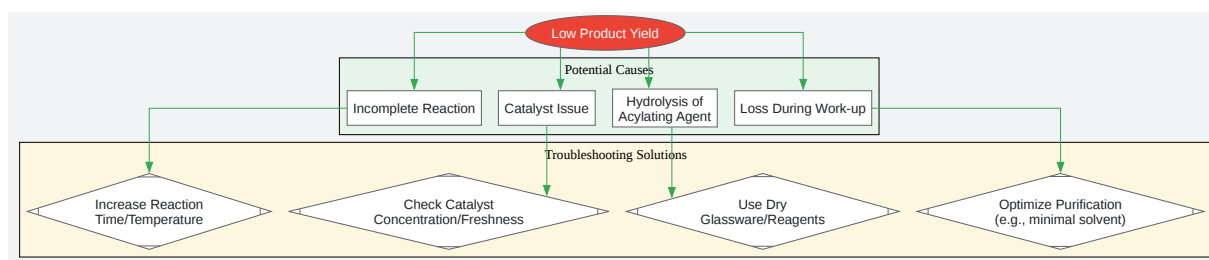 Low Product Yield
Potential Causes
Incomplete Reaction
Catalyst Issue
Hydrolysis of
Acylating Agent
Loss During Work-up
Troubleshooting Solutions
Increase Reaction
Time/Temperature
Check Catalyst
Concentration/Freshness
Use Dry
Glassware/Reagents
Optimize Purification
(e.g., minimal solvent)